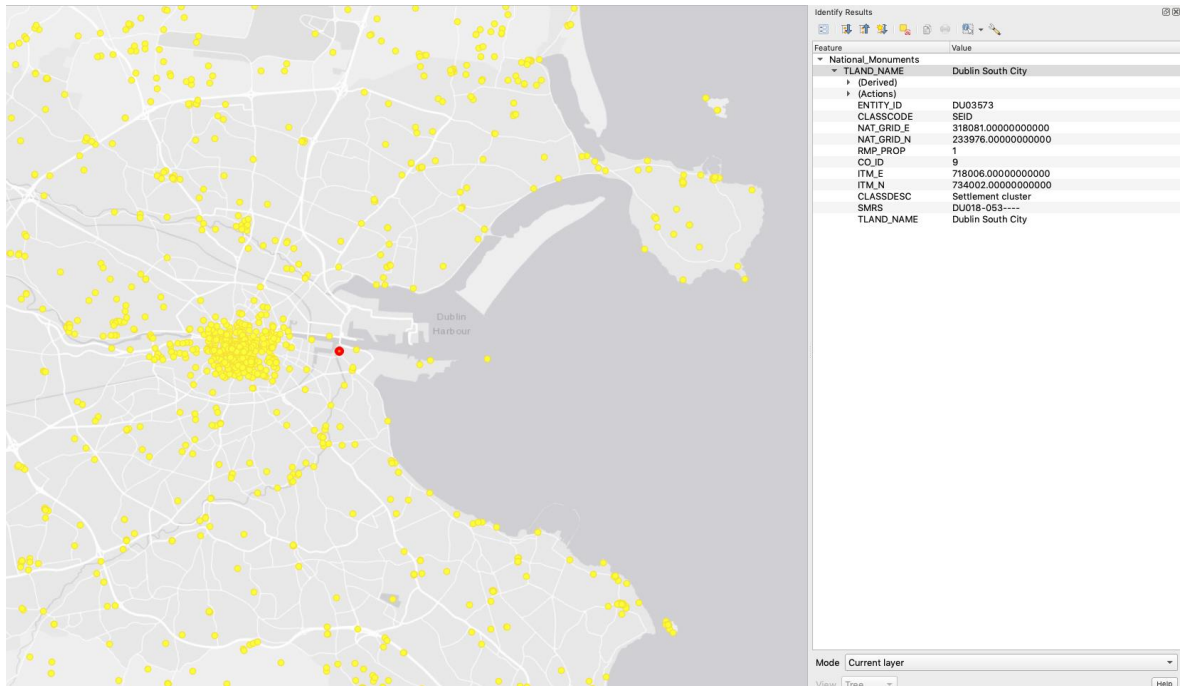 Dublin
Harbour
Identify Results
Feature Value
National_Monuments
TLAND_NAME Dublin South City
(Derived)
(Actions)
ENTITY_ID DU03573
CLASSCODE SEID
NAT_GRID_E 318081.00000000000
NAT_GRID_N 233976.00000000000
RMP_PROP 1
CO_ID 9
ITM_E 718006.00000000000
ITM_N 734002.00000000000
CLASSDESC Settlement cluster
SMRS DU018-053----
TLAND_NAME Dublin South City
Mode Current layer
View Tree Help